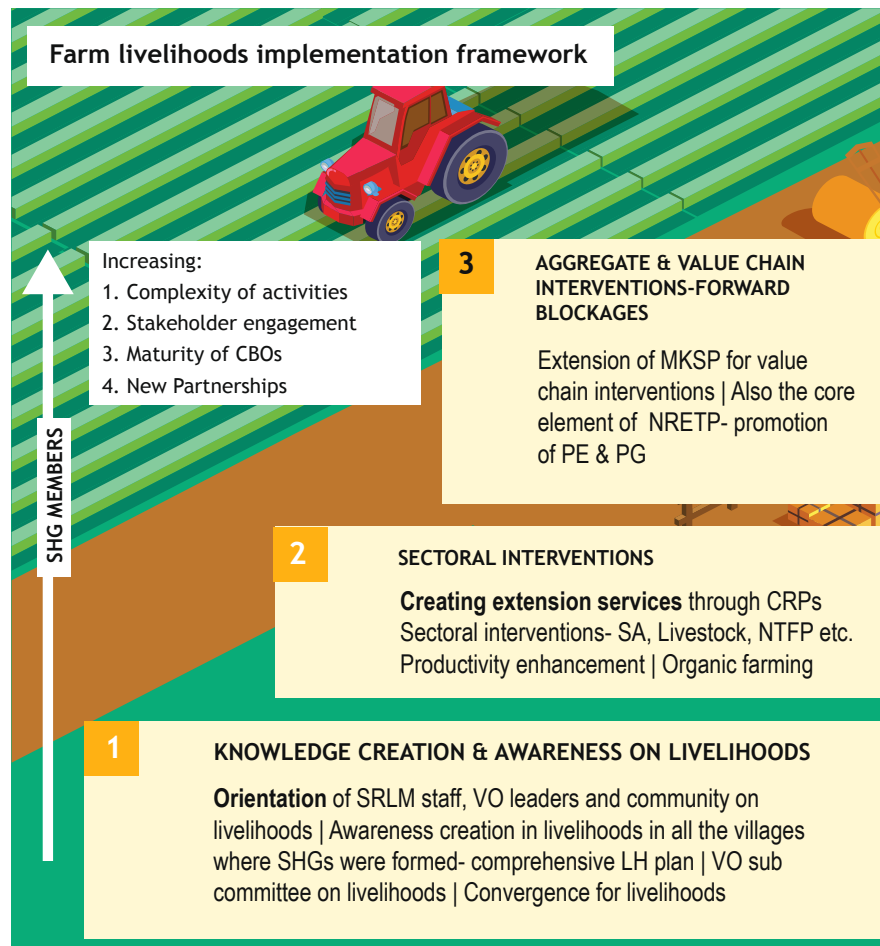 Farm livelihoods implementation framework
Increasing:
1. Complexity of activities
2. Stakeholder engagement
3. Maturity of CBOs
4. New Partnerships
SHG MEMBERS
3
AGGREGATE & VALUE CHAIN
INTERVENTIONS-FORWARD
BLOCKAGES
Extension of MKSP for value
chain interventions | Also the core
element of NRETP- promotion
of PE & PG
2
SECTORAL INTERVENTIONS
Creating extension services through CRPs
Sectoral interventions- SA, Livestock, NTFP etc.
Productivity enhancement | Organic farming
1
KNOWLEDGE CREATION & AWARENESS ON LIVELIHOODS
Orientation of SRLM staff, VO leaders and community on
livelihoods | Awareness creation in livelihoods in all the villages
where SHGs were formed- comprehensive LH plan | VO sub
committee on livelihoods | Convergence for livelihoods